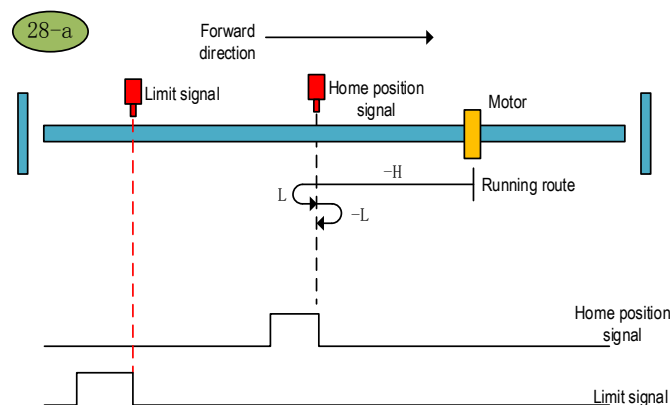 28-a
Forward
direction
Limit signal
Home position
signal
Motor
-H
Running route
L
-L
Home position
signal
Limit signal